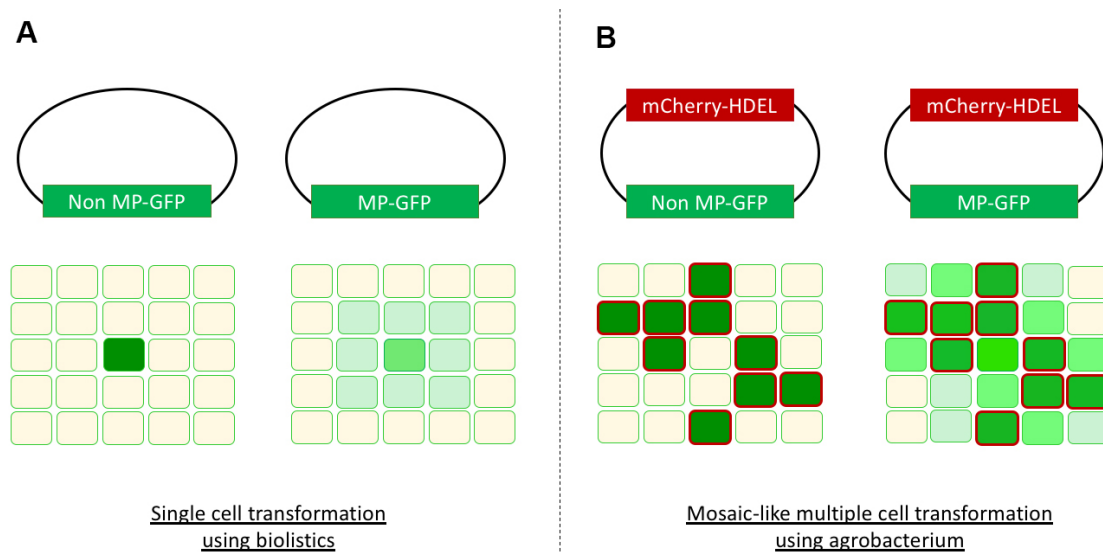 A
B
mCherry-HDEL
mCherry-HDEL
Non MP-GFP
MP-GFP
Non MP-GFP
MP-GFP
Single cell transformation
using biolistics
Mosaic-like multiple cell transformation
using agrobacterium